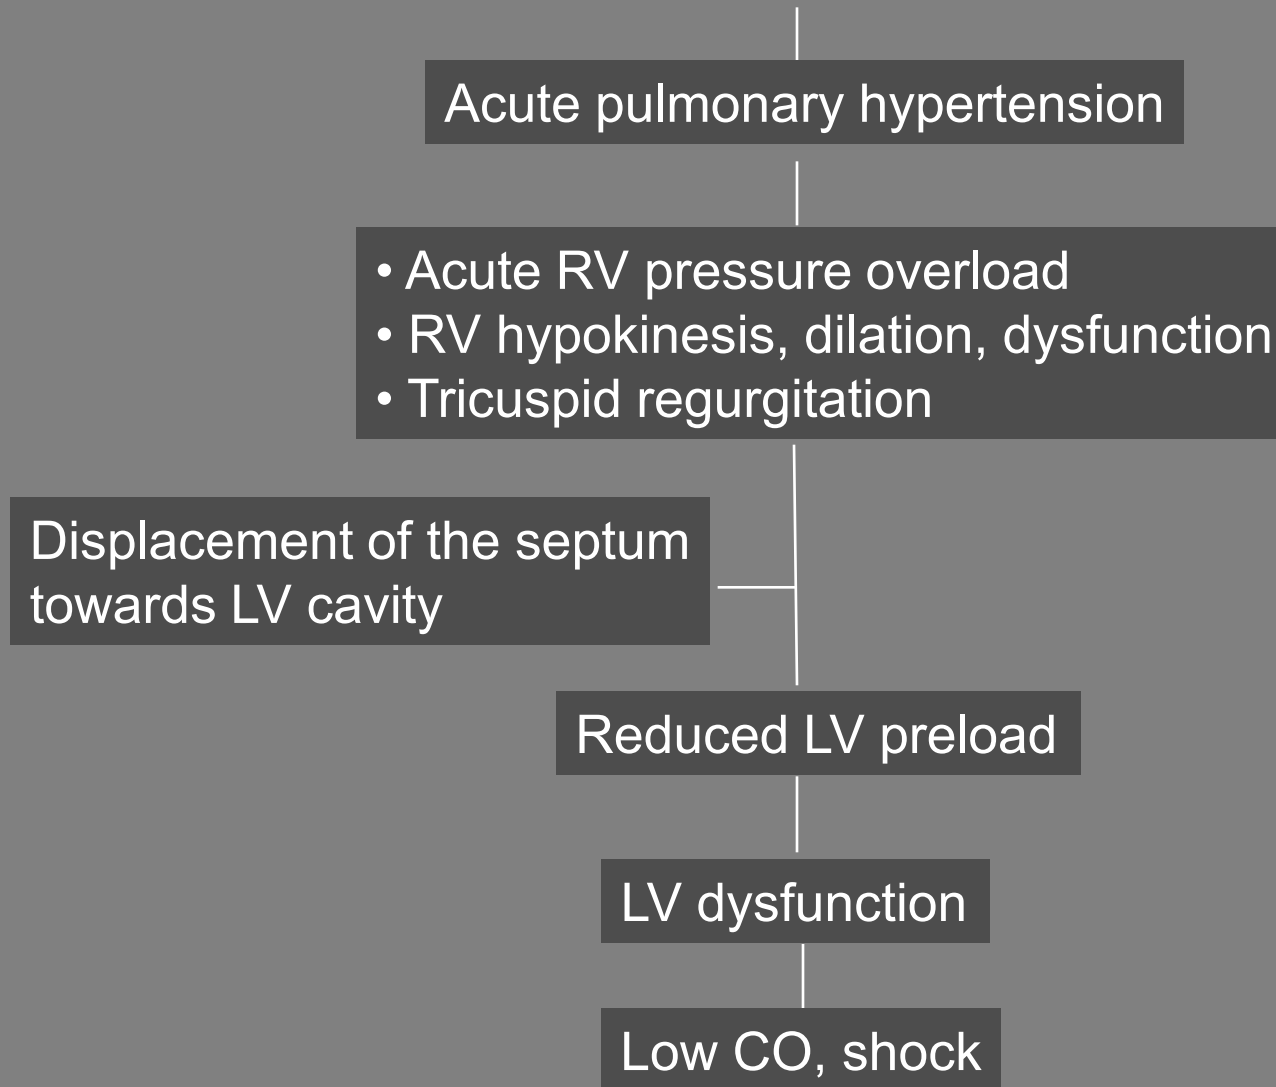 Acute pulmonary hypertension
• Acute RV pressure overload
• RV hypokinesis, dilation, dysfunction
• Tricuspid regurgitation
Displacement of the septum
towards LV cavity
Reduced LV preload
LV dysfunction
Low CO, shock